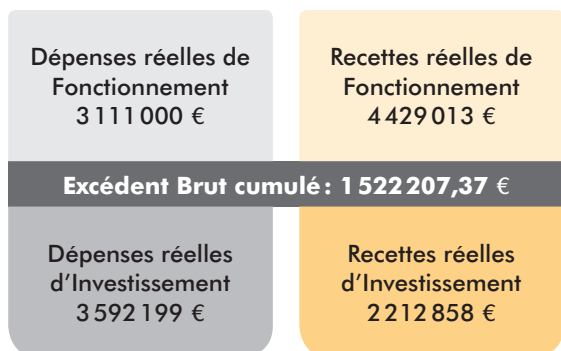 Dépenses réelles de
Fonctionnement
3 111 000 €
Recettes réelles de
Fonctionnement
4 429 013 €
Excédent Brut cumulé : 1 522 207,37 €
Dépenses réelles
d'Investissement
3 592 199 €
Recettes réelles
d'Investissement
2 212 858 €